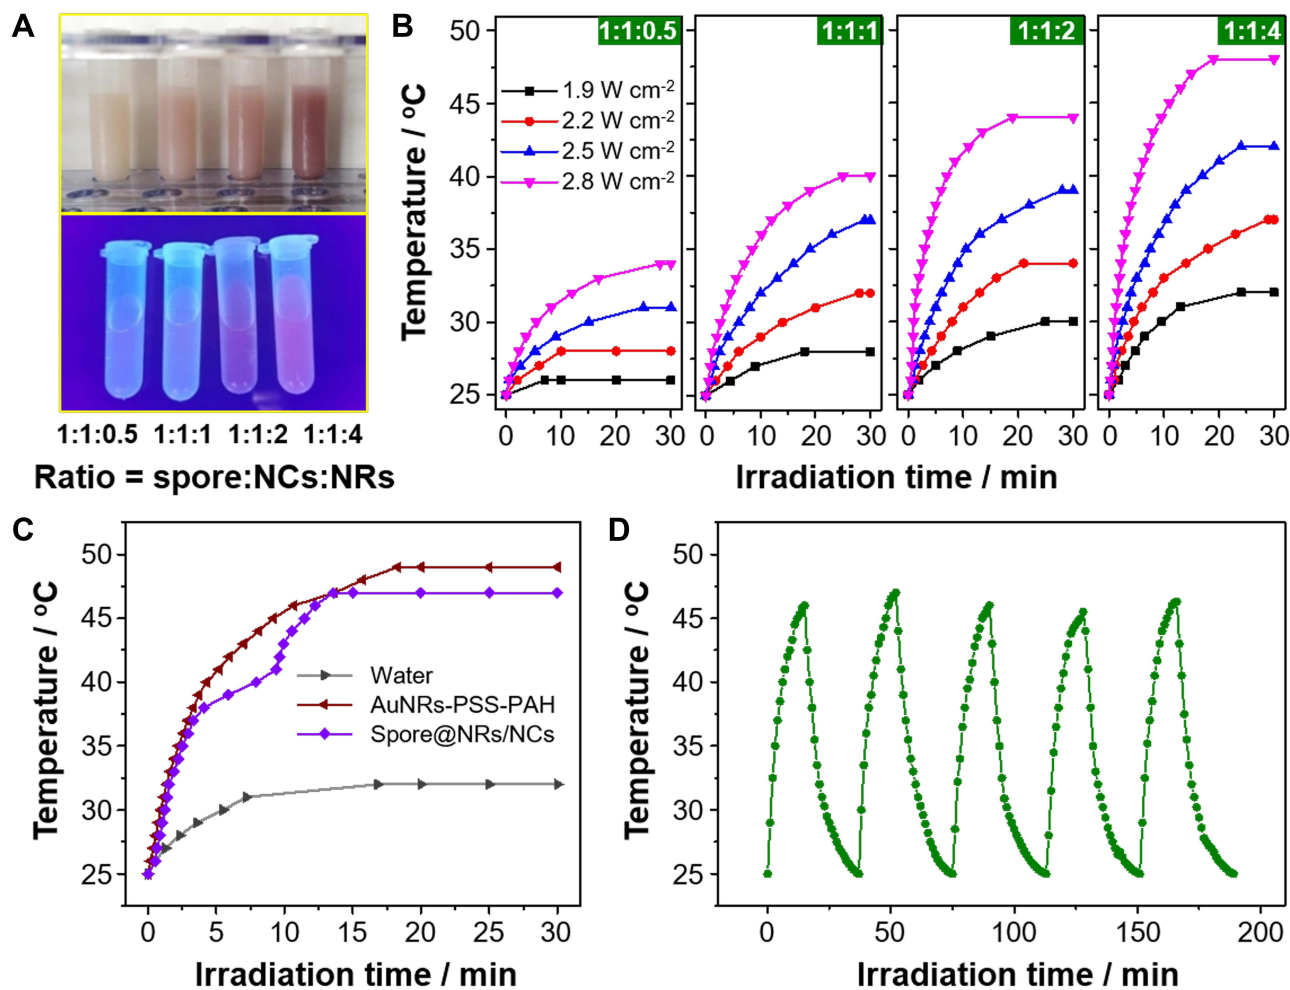 A
1:1:0.5 1:1:1 1:1:2 1:1:4
Ratio = spore:NCs:NRs
B
Temperature / ºC
50
45
40
35
30
25
1:1:0.5
1:1:1
1:1:2
1:1:4
1.9 W cm-2
2.2 W cm-2
2.5 W cm-2
2.8 W cm-2
0 10 20 30
0 10 20 30
0 10 20 30
0 10 20 30
Irradiation time / min
C
Temperature / ºC
50
45
40
35
30
25
Water
AuNRs-PSS-PAH
Spore@NRs/NCs
0 5 10 15 20 25 30
Irradiation time / min
D
Temperature / ºC
50
45
40
35
30
25
0 50 100 150 200
Irradiation time / min